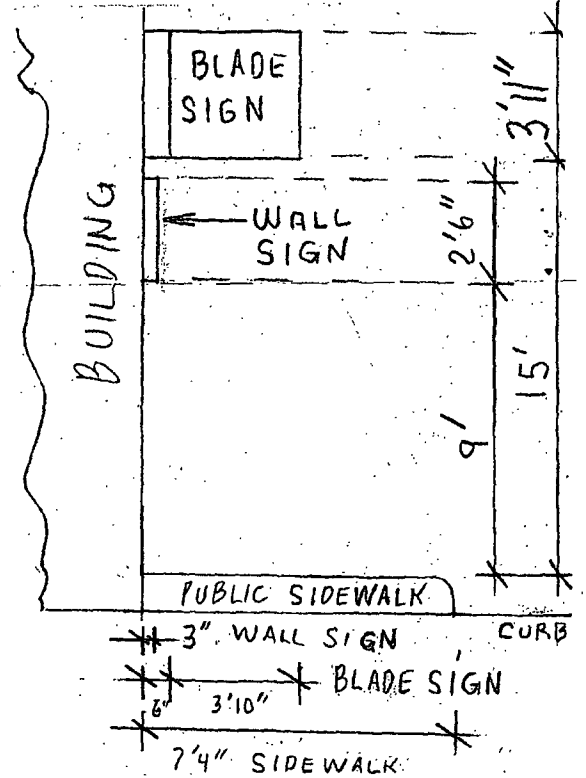 BLADE
SIGN
3'11"
WALL
SIGN
2'6"
BUILDING
15'
9'
PUBLIC SIDEWALK
3" WALL SIGN
CURB
BLADE SIGN
6"
3'10"
7'4" SIDEWALK